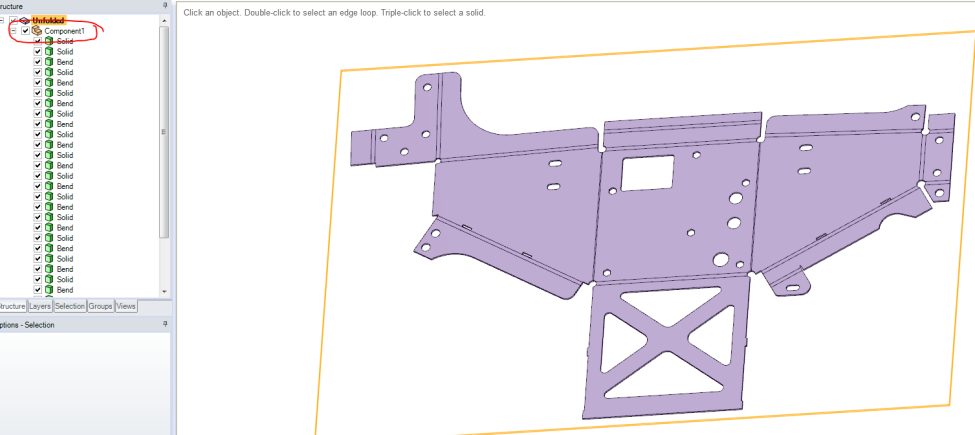 ructure
Click an object. Double-click to select an edge loop. Triple-click to select a solid.
Unfolded
Component1
Solid
Solid
Bend
Solid
Bend
Solid
Bend
Solid
Bend
Solid
Bend
Solid
Bend
Solid
Bend
Solid
Bend
Solid
Bend
Solid
Bend
Solid
Bend
Solid
Bend
tructure Layers Selection Groups Views
ptions - Selection